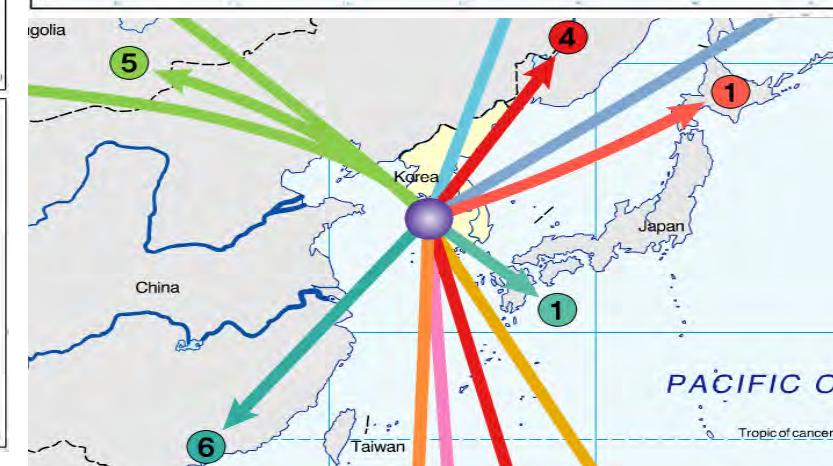 golia
5
4
1
Korea
Japan
China
1
PACIFIC O
Tropic of cancer
6
Taiwan